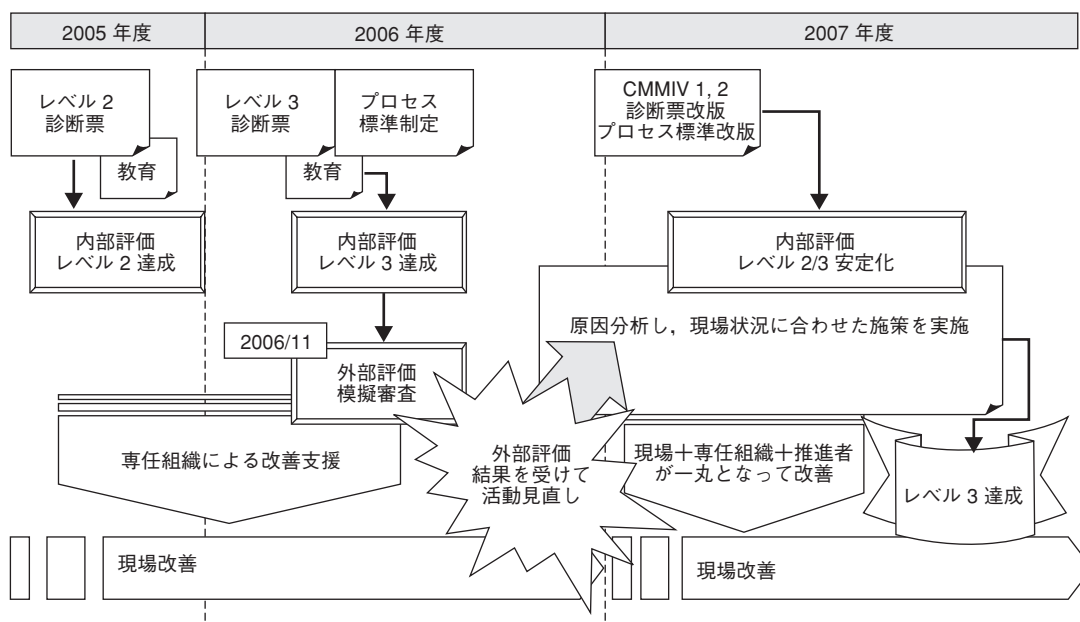 2005 年度
2006 年度
2007 年度
レベル 2
診断票
教育
レベル 3
診断票
プロセス
標準制定
教育
CMMIV 1, 2
診断票改版
プロセス標準改版
内部評価
レベル 2 達成
内部評価
レベル 3 達成
内部評価
レベル 2/3 安定化
原因分析し，現場状況に合わせた施策を実施
2006/11
外部評価
模擬審査
専任組織による改善支援
外部評価
結果を受けて
活動見直し
現場＋専任組織＋推進者
が一丸となって改善
レベル 3 達成
現場改善
現場改善